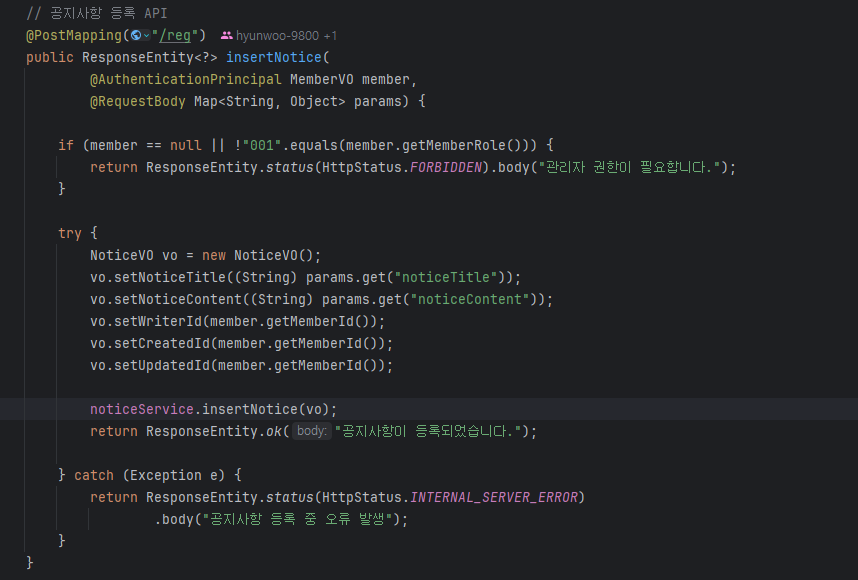 // 공지사항 등록 API
@PostMapping("/reg") hyunwoo-9800 +1
public ResponseEntity<?> insertNotice(
        @AuthenticationPrincipal MemberVO member,
        @RequestBody Map<String, Object> params) {

    if (member == null || !"001".equals(member.getMemberRole())) {
        return ResponseEntity.status(HttpStatus.FORBIDDEN).body("관리자 권한이 필요합니다.");
    }

    try {
        NoticeVO vo = new NoticeVO();
        vo.setNoticeTitle((String) params.get("noticeTitle"));
        vo.setNoticeContent((String) params.get("noticeContent"));
        vo.setWriterId(member.getMemberId());
        vo.setCreatedId(member.getMemberId());
        vo.setUpdatedId(member.getMemberId());

        noticeService.insertNotice(vo);
        return ResponseEntity.ok( body: "공지사항이 등록되었습니다.");

    } catch (Exception e) {
        return ResponseEntity.status(HttpStatus.INTERNAL_SERVER_ERROR)
                .body("공지사항 등록 중 오류 발생");
    }
}